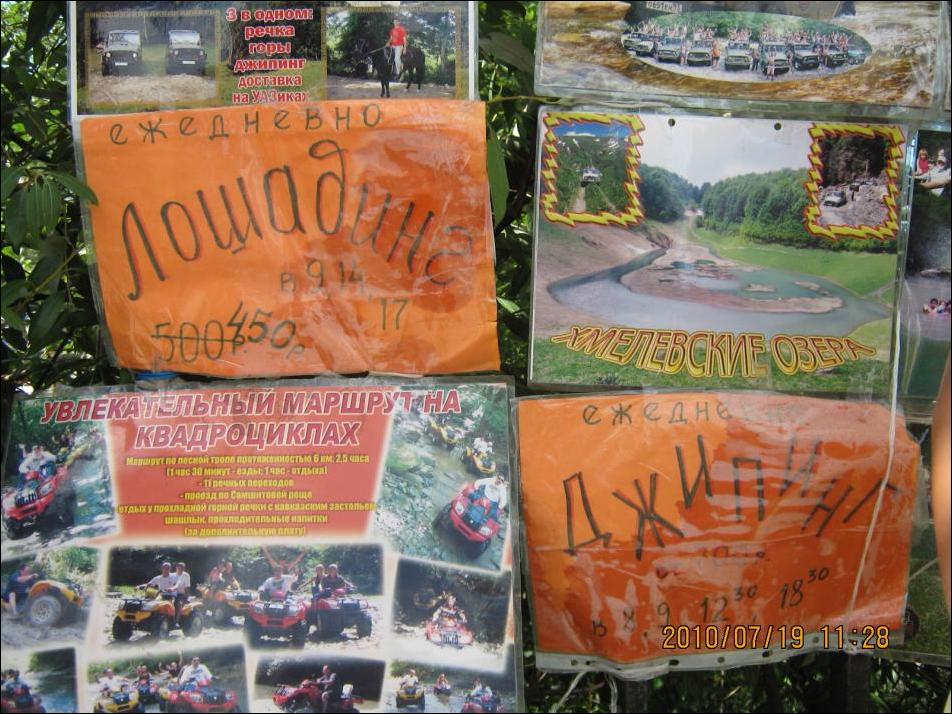 3 в одном:
речка
горы
джипинг
доставка
на УАЗиках
ежедневно
Лошадинг
в 9 14 17
500 450р
ХМЕЛЕВСКИЕ ОЗЕРА
УВЛЕКАТЕЛЬНЫЙ МАРШРУТ НА
КВАДРОЦИКЛАХ
Маршрут по лесной тропе протяженностью 6 км. 2,5 часа
(1 час 30 минут - езды; 1 час - отдыха)
- 11 речных переходов
- проезд по Самшитовой роще
отдых у прохладной горной речки с кавказским застольем
шашлык, прохладительные напитки
(за дополнительную плату)
ежедневно
ДЖИПИНГ
в 8, 9 12 30 18 30
2010/07/19 11:28